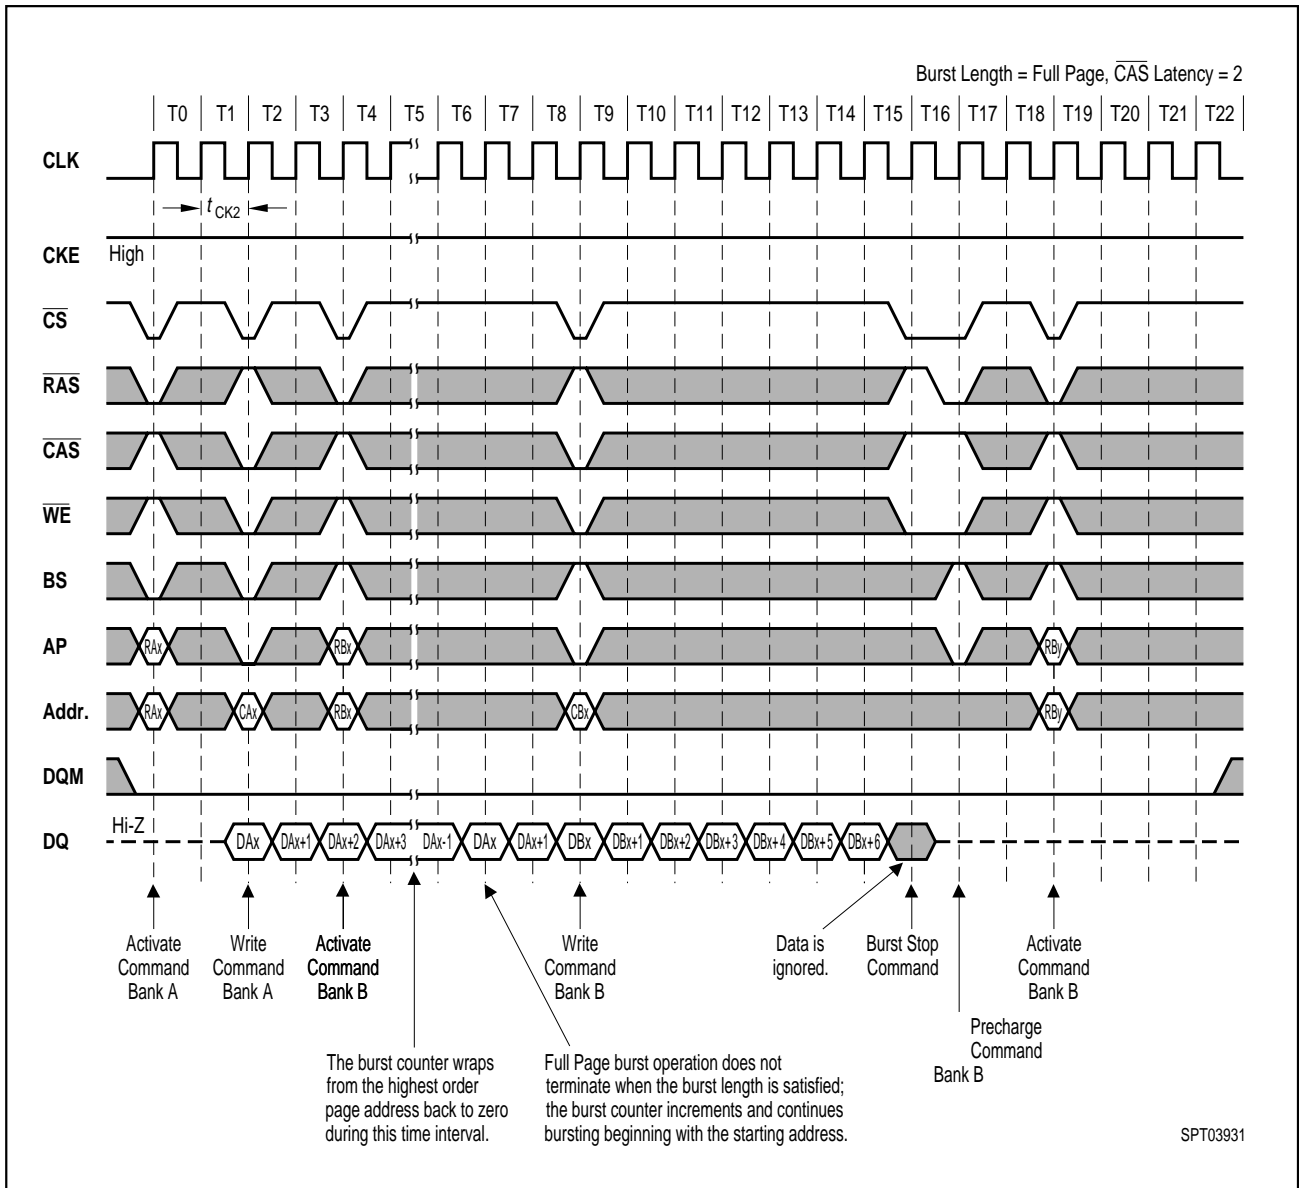 Burst Length = Full Page, CAS Latency = 2
T0 T1 T2 T3 T4 T5 T6 T7 T8 T9 T10 T11 T12 T13 T14 T15 T16 T17 T18 T19 T20 T21 T22
CLK
t CK2
CKE High
CS
RAS
CAS
WE
BS
AP RAx RBx RBy
Addr. RAx CAx RBx CBx RBy
DQM
DQ Hi-Z DAx DAx+1 DAx+2 DAx+3 DAx-1 DAx DAx+1 DBx DBx+1 DBx+2 DBx+3 DBx+4 DBx+5 DBx+6
Activate
Command
Bank A
Write
Command
Bank A
Activate
Command
Bank B
Write
Command
Bank B
Data is
ignored.
Burst Stop
Command
Activate
Command
Bank B
Precharge
Command
Bank B
The burst counter wraps
from the highest order
page address back to zero
during this time interval.
Full Page burst operation does not
terminate when the burst length is satisfied;
the burst counter increments and continues
bursting beginning with the starting address.
SPT03931